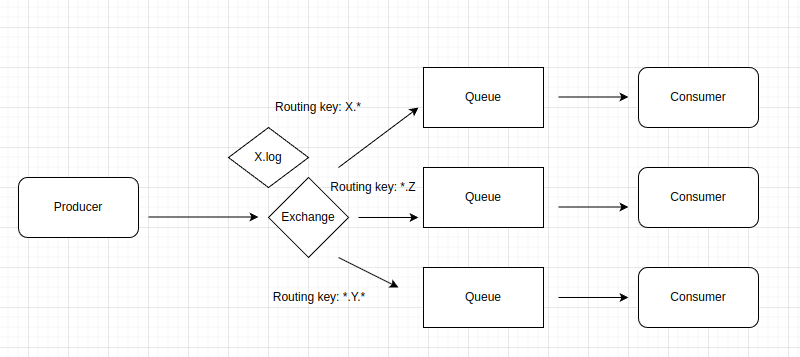 Routing key: X.*
Queue
Consumer
X.log
Routing key: *.Z
Queue
Consumer
Producer
Exchange
Routing key: *.Y.*
Queue
Consumer